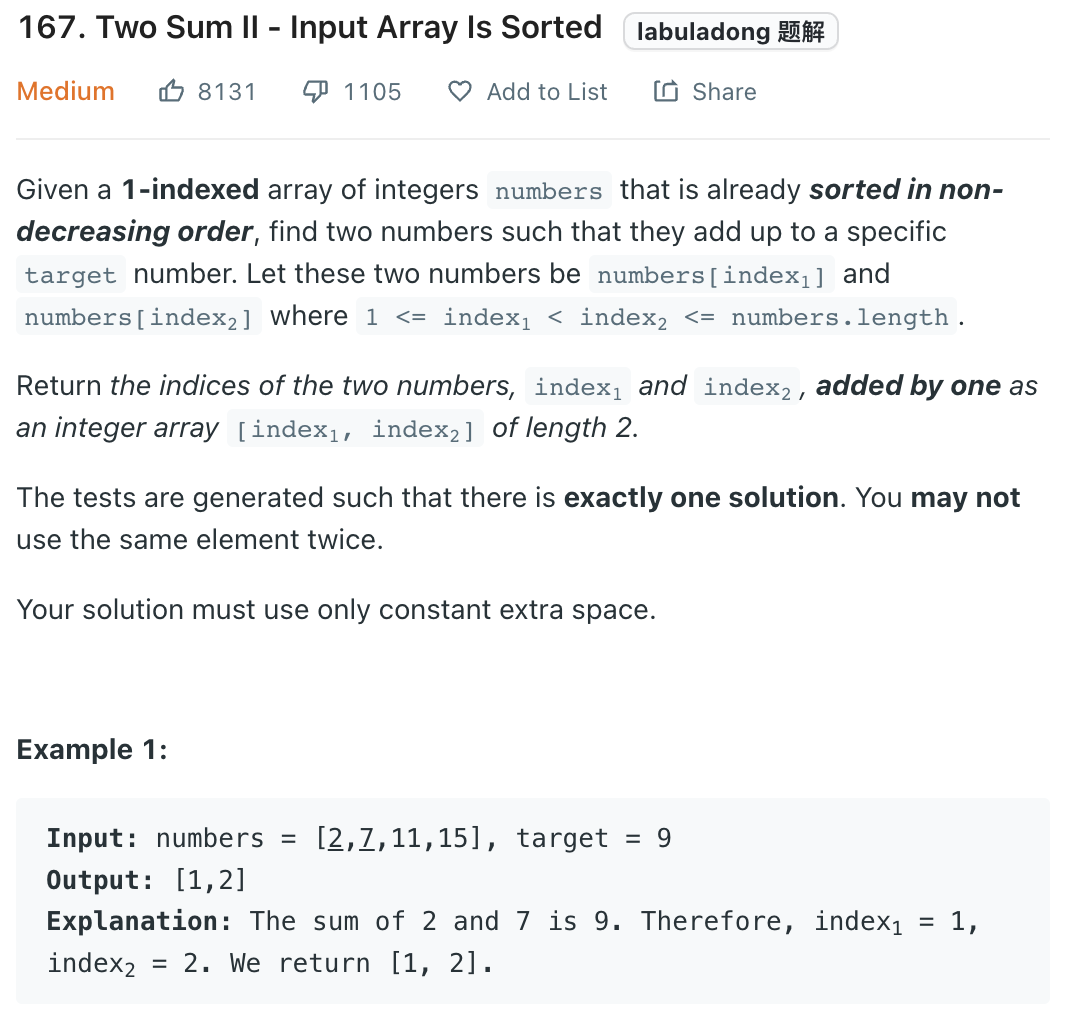 167. Two Sum II - Input Array Is Sorted labuladong 题解
Medium 8131 1105 Add to List Share
Given a 1-indexed array of integers numbers that is already sorted in non-
decreasing order, find two numbers such that they add up to a specific
target number. Let these two numbers be numbers[index₁] and
numbers[index₂] where 1 <= index₁ < index₂ <= numbers.length.
Return the indices of the two numbers, index₁ and index₂, added by one as
an integer array [index₁, index₂] of length 2.
The tests are generated such that there is exactly one solution. You may not
use the same element twice.
Your solution must use only constant extra space.
Example 1:
Input: numbers = [2,7,11,15], target = 9
Output: [1,2]
Explanation: The sum of 2 and 7 is 9. Therefore, index₁ = 1,
index₂ = 2. We return [1, 2].